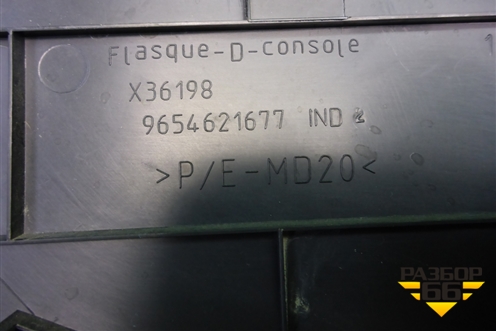 Flasque-D-console
X36198
9654621677 IND
>P/E-MD20<
РАЗБОР
66